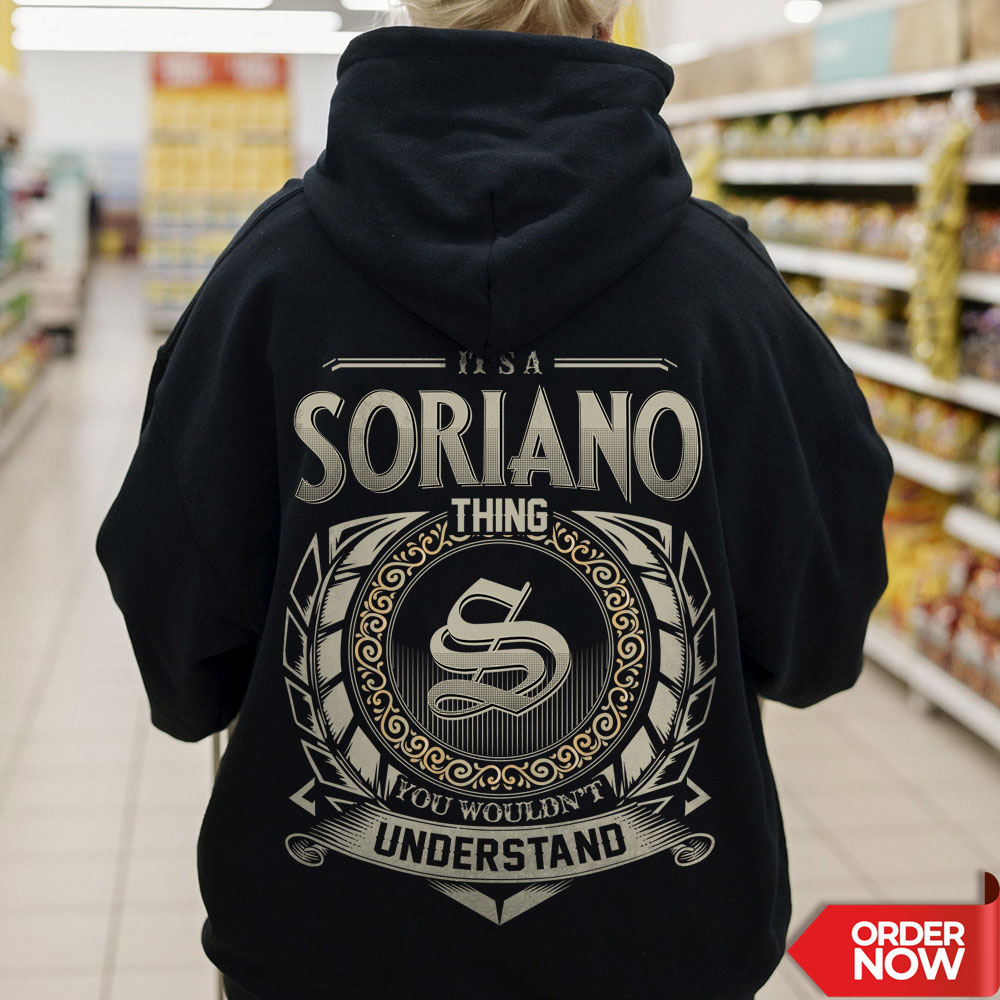 IT'S A
SORIANO
THING
S
YOU WOULDN'T
UNDERSTAND
ORDER
NOW